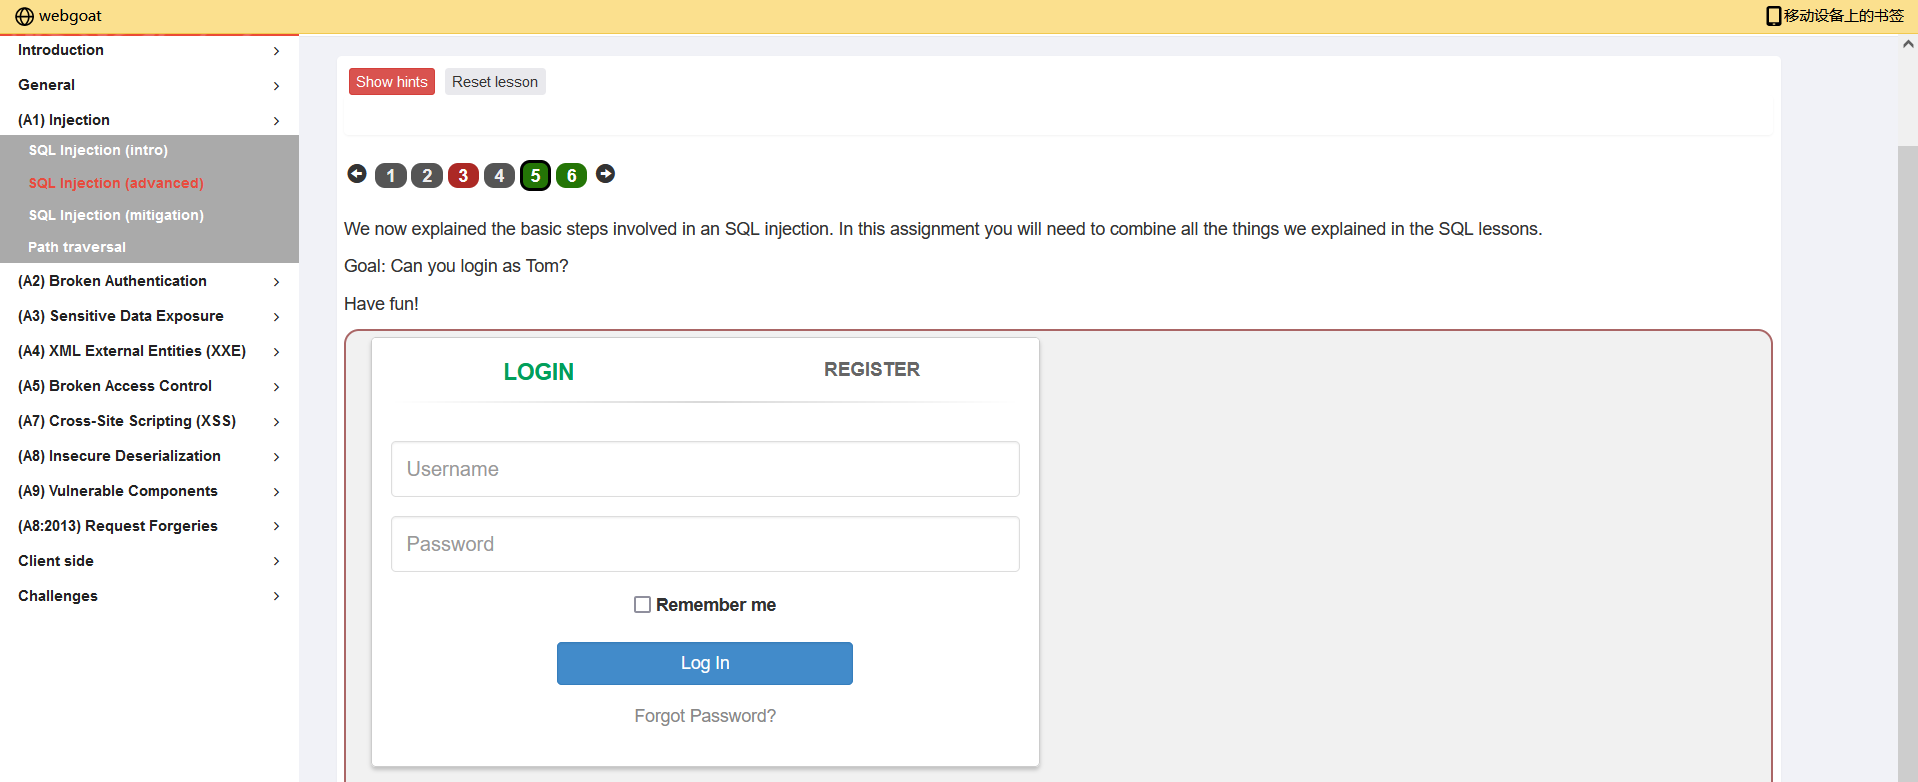 webgoat
移动设备上的书签
Introduction
General
(A1) Injection
SQL Injection (intro)
SQL Injection (advanced)
SQL Injection (mitigation)
Path traversal
(A2) Broken Authentication
(A3) Sensitive Data Exposure
(A4) XML External Entities (XXE)
(A5) Broken Access Control
(A7) Cross-Site Scripting (XSS)
(A8) Insecure Deserialization
(A9) Vulnerable Components
(A8:2013) Request Forgeries
Client side
Challenges
Show hints Reset lesson
1 2 3 4 5 6
We now explained the basic steps involved in an SQL injection. In this assignment you will need to combine all the things we explained in the SQL lessons.
Goal: Can you login as Tom?
Have fun!
LOGIN REGISTER
Username
Password
Remember me
Log In
Forgot Password?